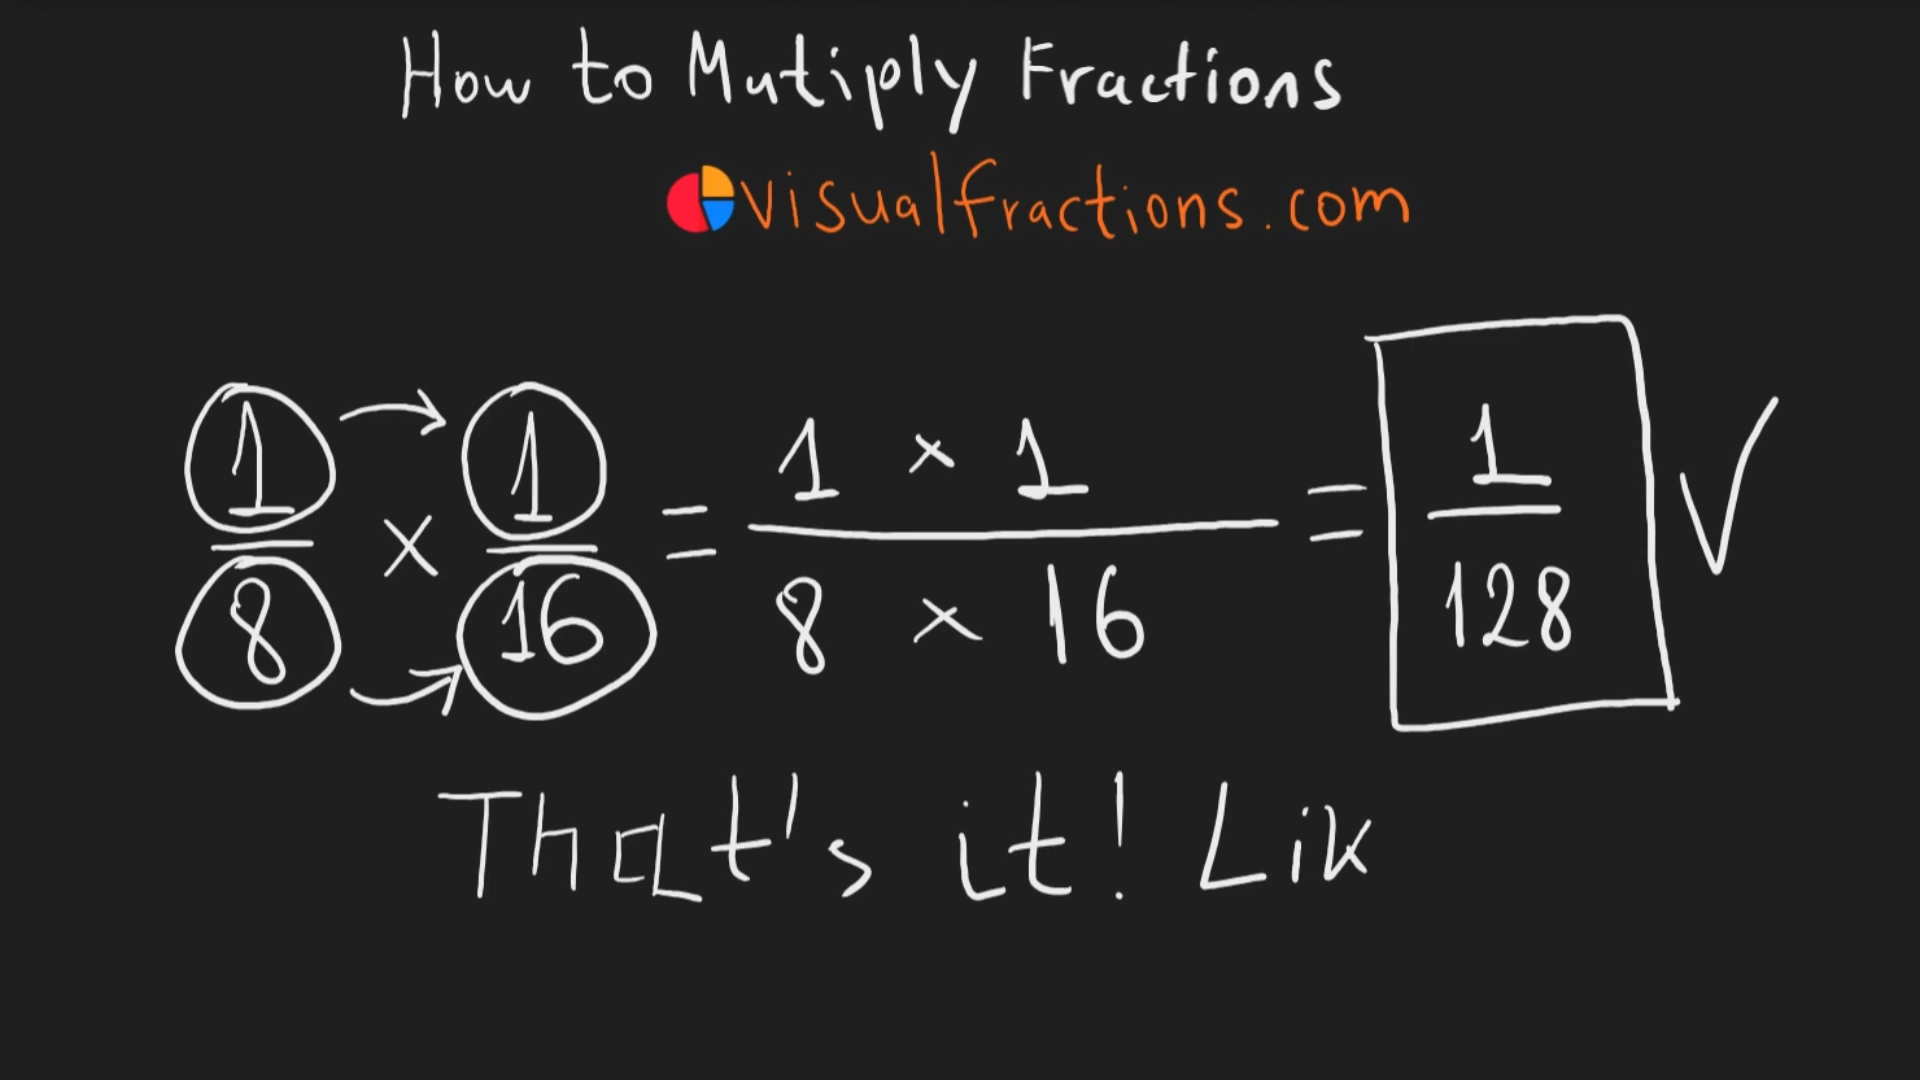 How to Mutiply Fractions
visualfractions.com
1/8 × 1/16 = 1 × 1/8 × 16 = 1/128 ✓
That's it! Lik